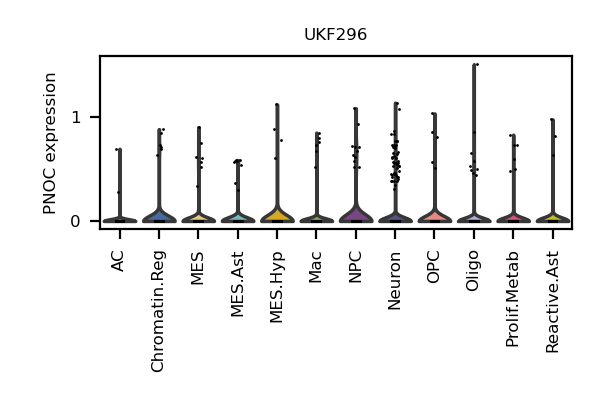 UKF296
PNOC expression
1
0
AC
Chromatin.Reg
MES
MES.Ast
MES.Hyp
Mac
NPC
Neuron
OPC
Oligo
Prolif.Metab
Reactive.Ast